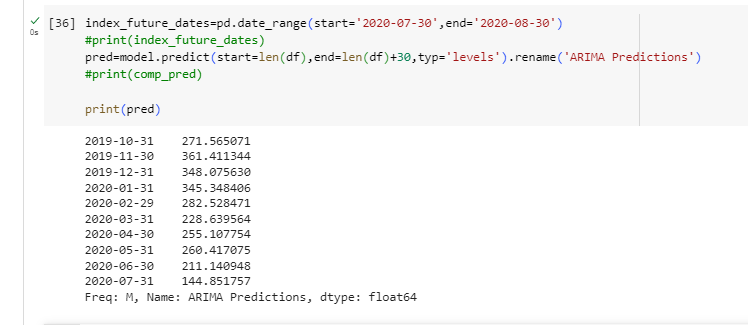 [36] index_future_dates=pd.date_range(start='2020-07-30',end='2020-08-30')
0s
#print(index_future_dates)
pred=model.predict(start=len(df),end=len(df)+30,typ='levels').rename('ARIMA Predictions')
#print(comp_pred)
print(pred)
2019-10-31    271.565071
2019-11-30    361.411344
2019-12-31    348.075630
2020-01-31    345.348406
2020-02-29    282.528471
2020-03-31    228.639564
2020-04-30    255.107754
2020-05-31    260.417075
2020-06-30    211.140948
2020-07-31    144.851757
Freq: M, Name: ARIMA Predictions, dtype: float64